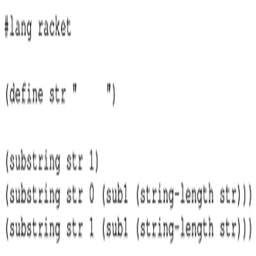 #lang racket
(define str "    ")
(substring str 1)
(substring str 0 (sub1 (string-length str)))
(substring str 1 (sub1 (string-length str)))